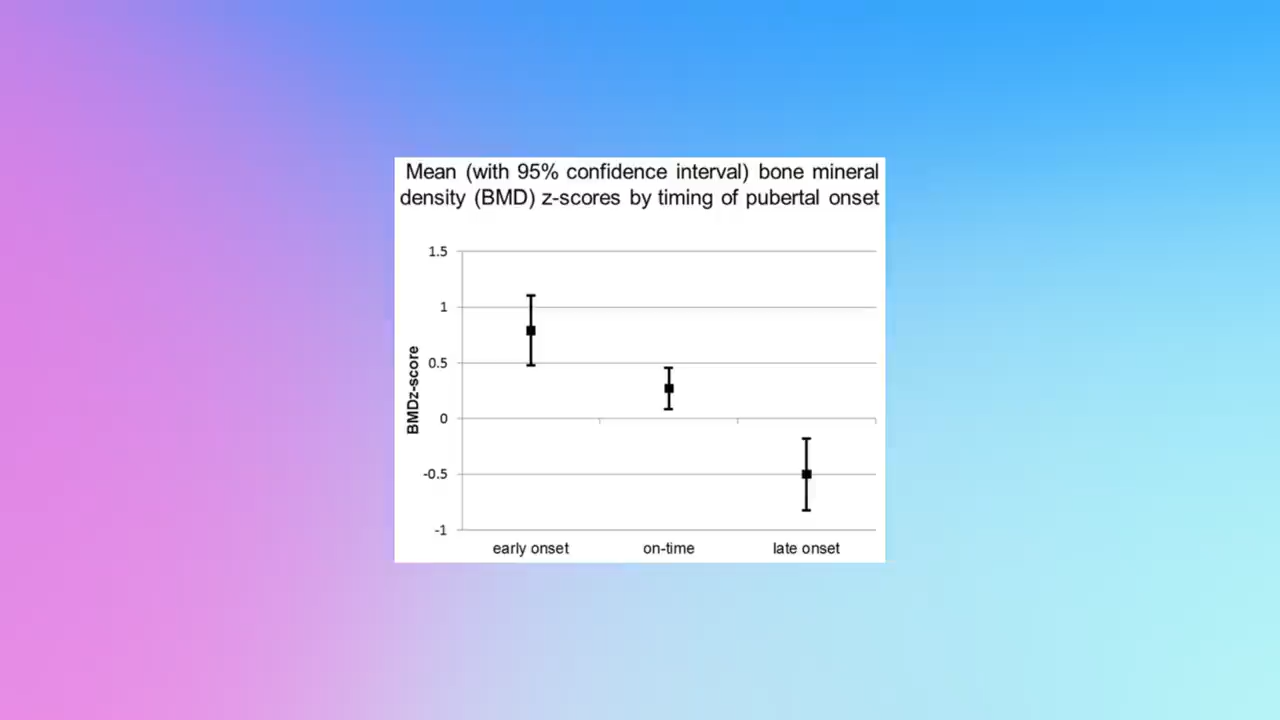 Mean (with 95% confidence interval) bone mineral
density (BMD) z-scores by timing of pubertal onset
1.5
1
0.5
0
-0.5
-1
BMDz-score
early onset on-time late onset